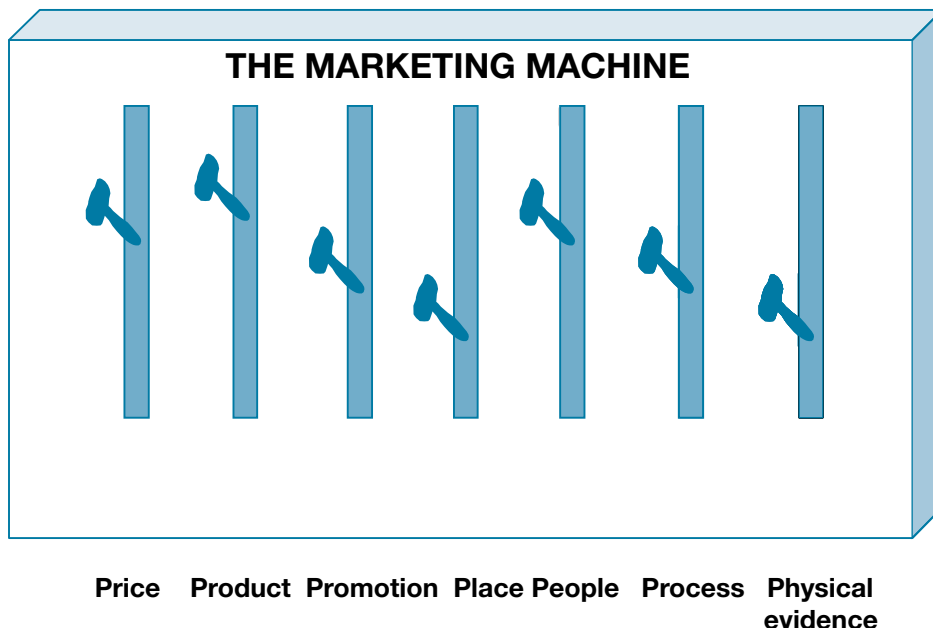 THE MARKETING MACHINE
Price Product Promotion Place People Process Physical
evidence